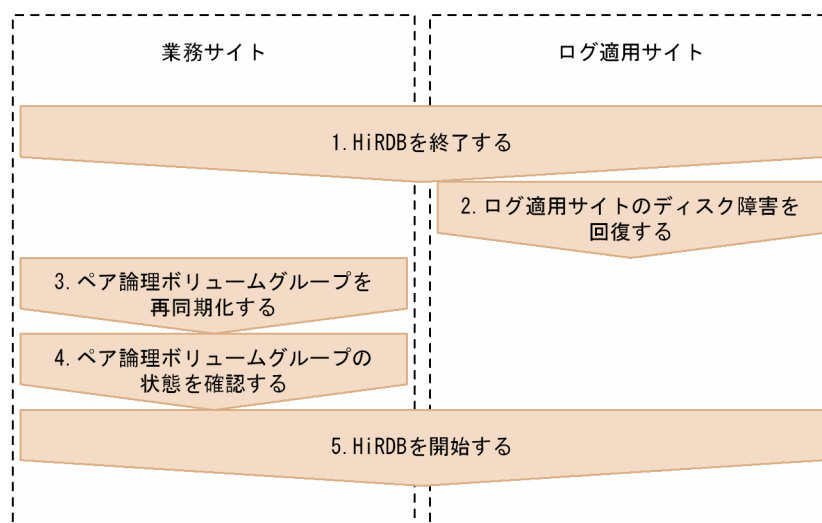 業務サイト
ログ適用サイト
1.HiRDBを終了する
2.ログ適用サイトのディスク障害を
回復する
3.ペア論理ボリュームグループを
再同期化する
4.ペア論理ボリュームグループの
状態を確認する
5.HiRDBを開始する